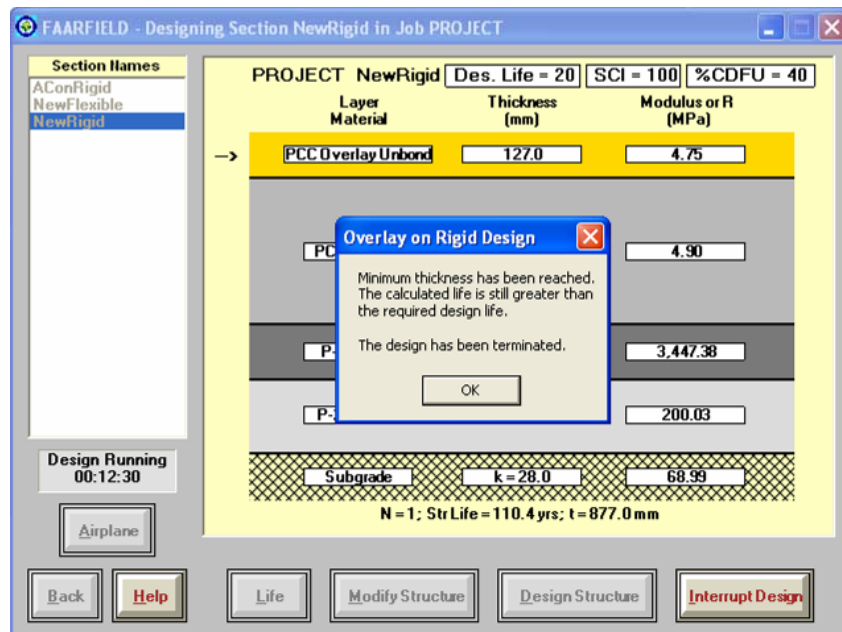 FAARFIELD - Designing Section NewRigid in Job PROJECT
Section Names
AConRigid
NewFlexible
NewRigid
PROJECT NewRigid Des. Life = 20 SCI = 100 %CDFU = 40
Layer Material Thickness (mm) Modulus or R (MPa)
--> PCC Overlay Unbond 127.0 4.75
PC 4.90
P- 3,447.38
P- 200.03
Subgrade k = 28.0 68.99
N = 1; Str Life = 110.4 yrs; t = 877.0 mm
Overlay on Rigid Design
Minimum thickness has been reached.
The calculated life is still greater than
the required design life.
The design has been terminated.
OK
Design Running
00:12:30
Airplane
Back Help Life Modify Structure Design Structure Interrupt Design